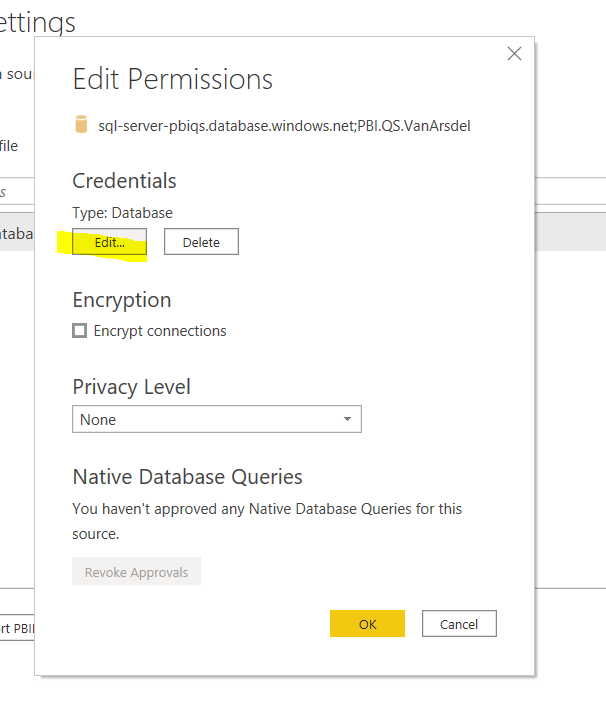 ettings
Edit Permissions
sou
sql-server-pbiqs.database.windows.net;PBI.QS.VanArsdel
file
Credentials
s
Type: Database
taba
Edit...
Delete
Encryption
Encrypt connections
Privacy Level
None
Native Database Queries
You haven't approved any Native Database Queries for this
source.
Revoke Approvals
rt PBI
OK
Cancel